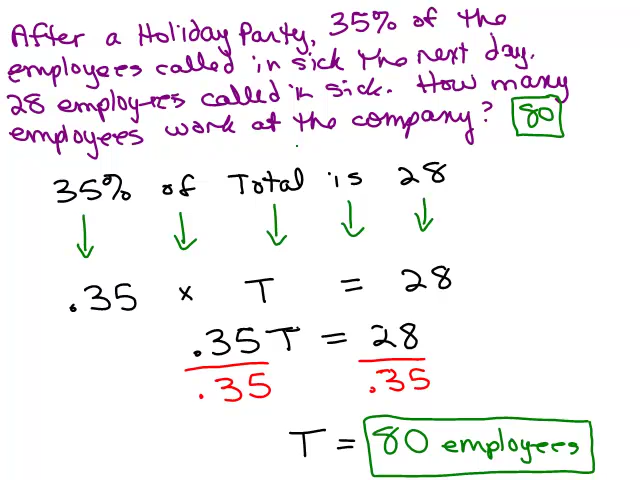 After a Holiday Party, 35% of the
employees called in sick the next day.
28 employees called in sick. How many
employees work at the company? 80
35% of Total is 28
.35 × T = 28
.35T = 28
.35 .35
T = 80 employees